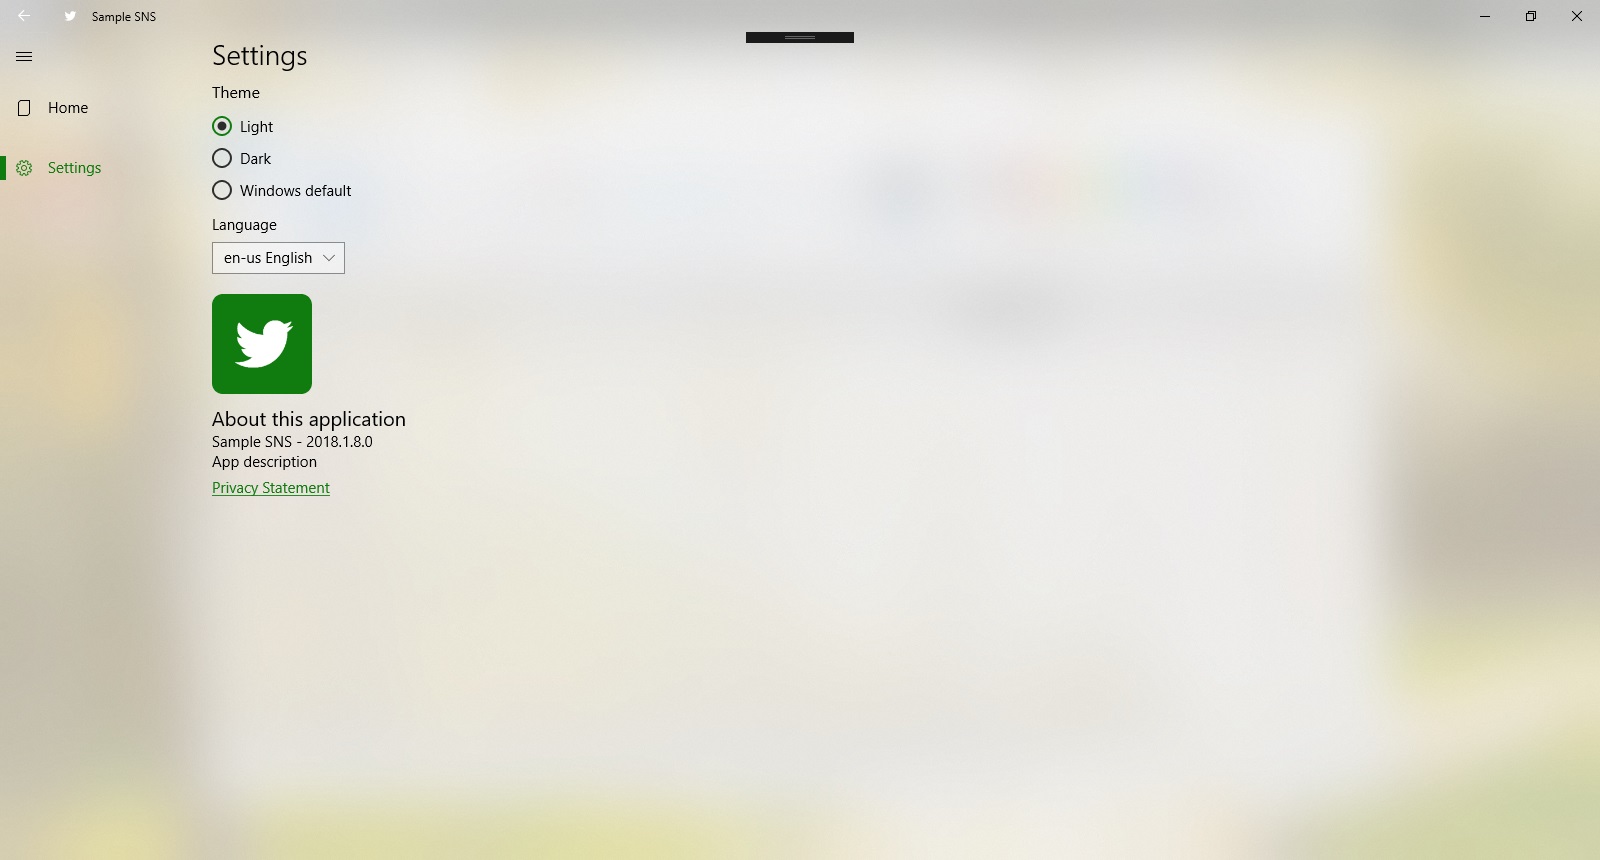 Sample SNS
Settings
Home
Settings
Theme
Light
Dark
Windows default
Language
en-us English
About this application
Sample SNS - 2018.1.8.0
App description
Privacy Statement